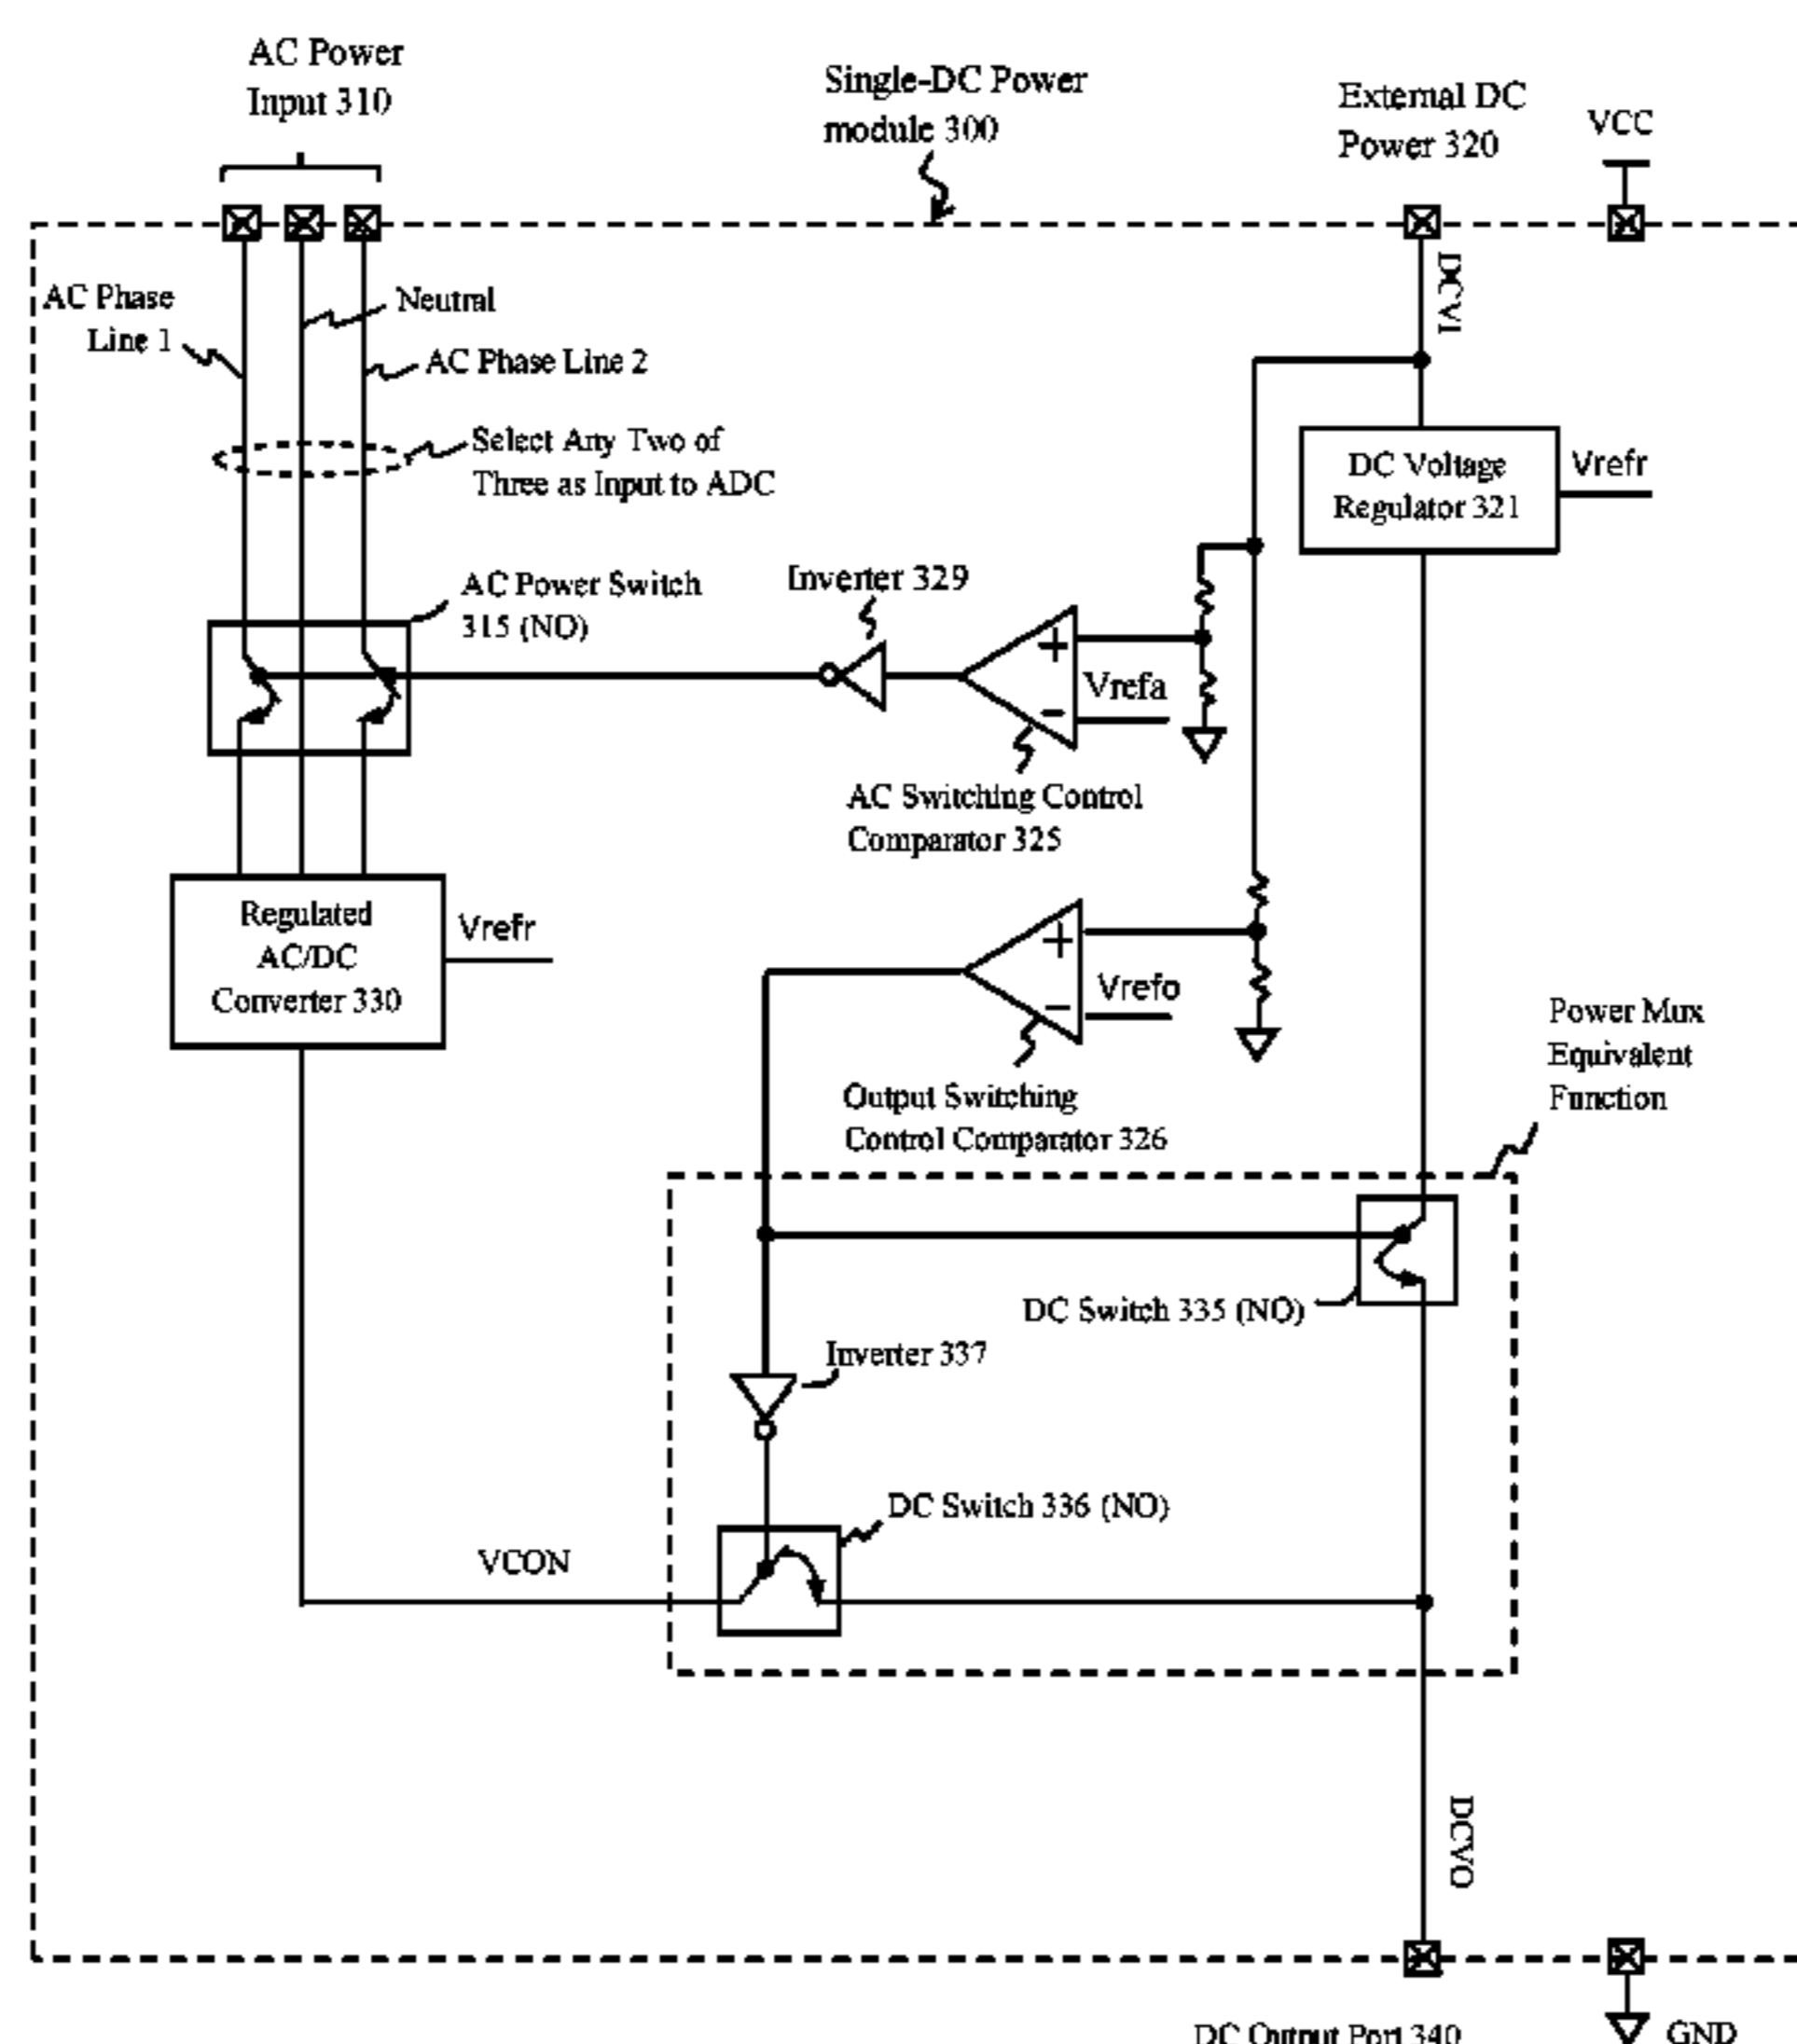 AC Power
Input 310
Single-DC Power
module 300
External DC
Power 320
VCC
DCVI
AC Phase
Line 1
Neutral
AC Phase Line 2
Select Any Two of
Three as Input to ADC
DC Voltage
Regulator 321
Vrefr
AC Power Switch
315 (NO)
Inverter 329
+
Vrefa
−
AC Switching Control
Comparator 325
Regulated
AC/DC
Converter 330
Vrefr
+
Vrefo
−
Output Switching
Control Comparator 326
Power Mux
Equivalent
Function
DC Switch 335 (NO)
Inverter 337
DC Switch 336 (NO)
VCON
DCVO
DC Output Port 340
GND